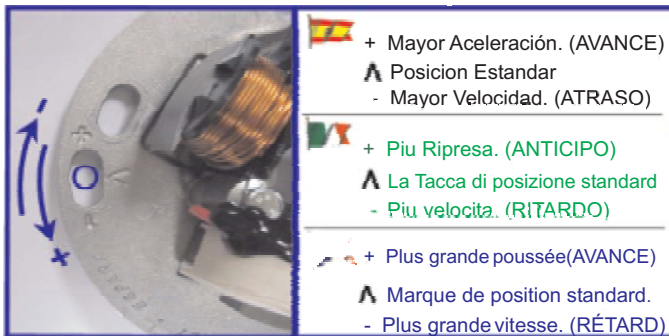 + Mayor Aceleración. (AVANCE)
Λ Posicion Estandar
- Mayor Velocidad. (ATRASO)
+ Piu Ripresa. (ANTICIPO)
Λ La Tacca di posizione standard
- Piu velocita. (RITARDO)
+ Plus grande poussée(AVANCE)
Λ Marque de position standard.
- Plus grande vitesse. (RÉTARD)
-
+